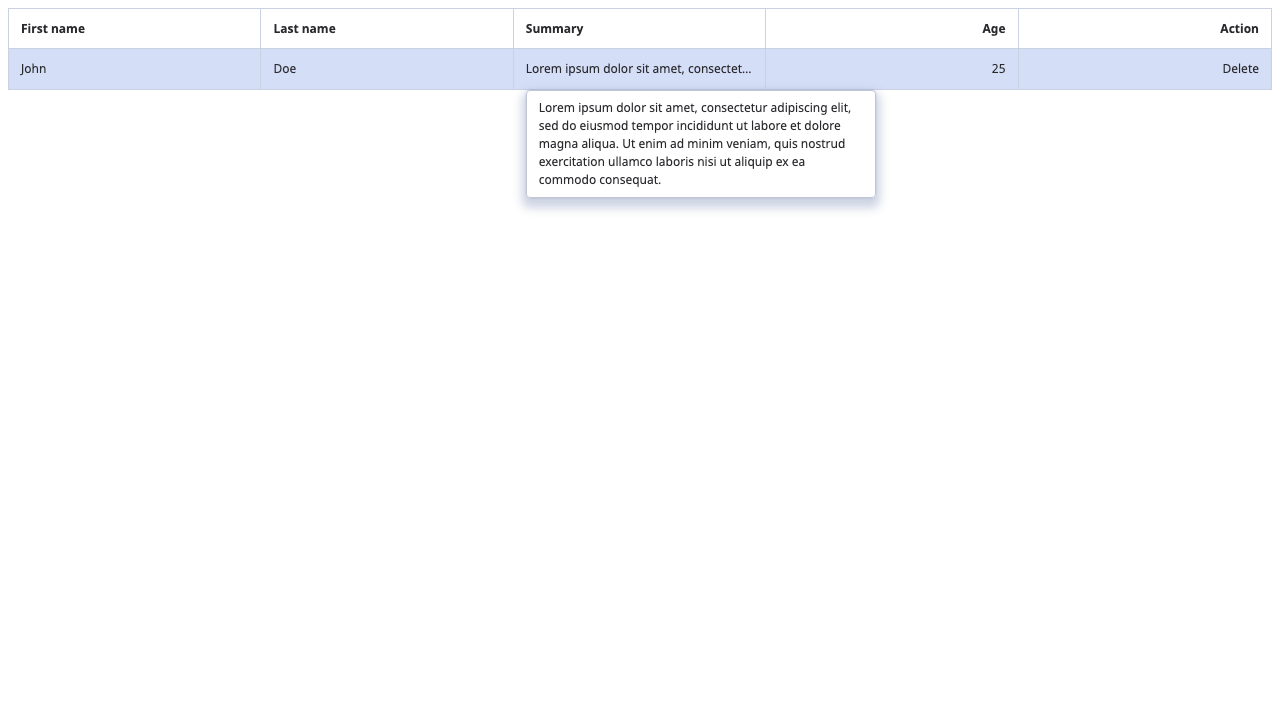 First name Last name Summary Age Action
John Doe Lorem ipsum dolor sit amet, consectet... 25 Delete
Lorem ipsum dolor sit amet, consectetur adipiscing elit,
sed do eiusmod tempor incididunt ut labore et dolore
magna aliqua. Ut enim ad minim veniam, quis nostrud
exercitation ullamco laboris nisi ut aliquip ex ea
commodo consequat.